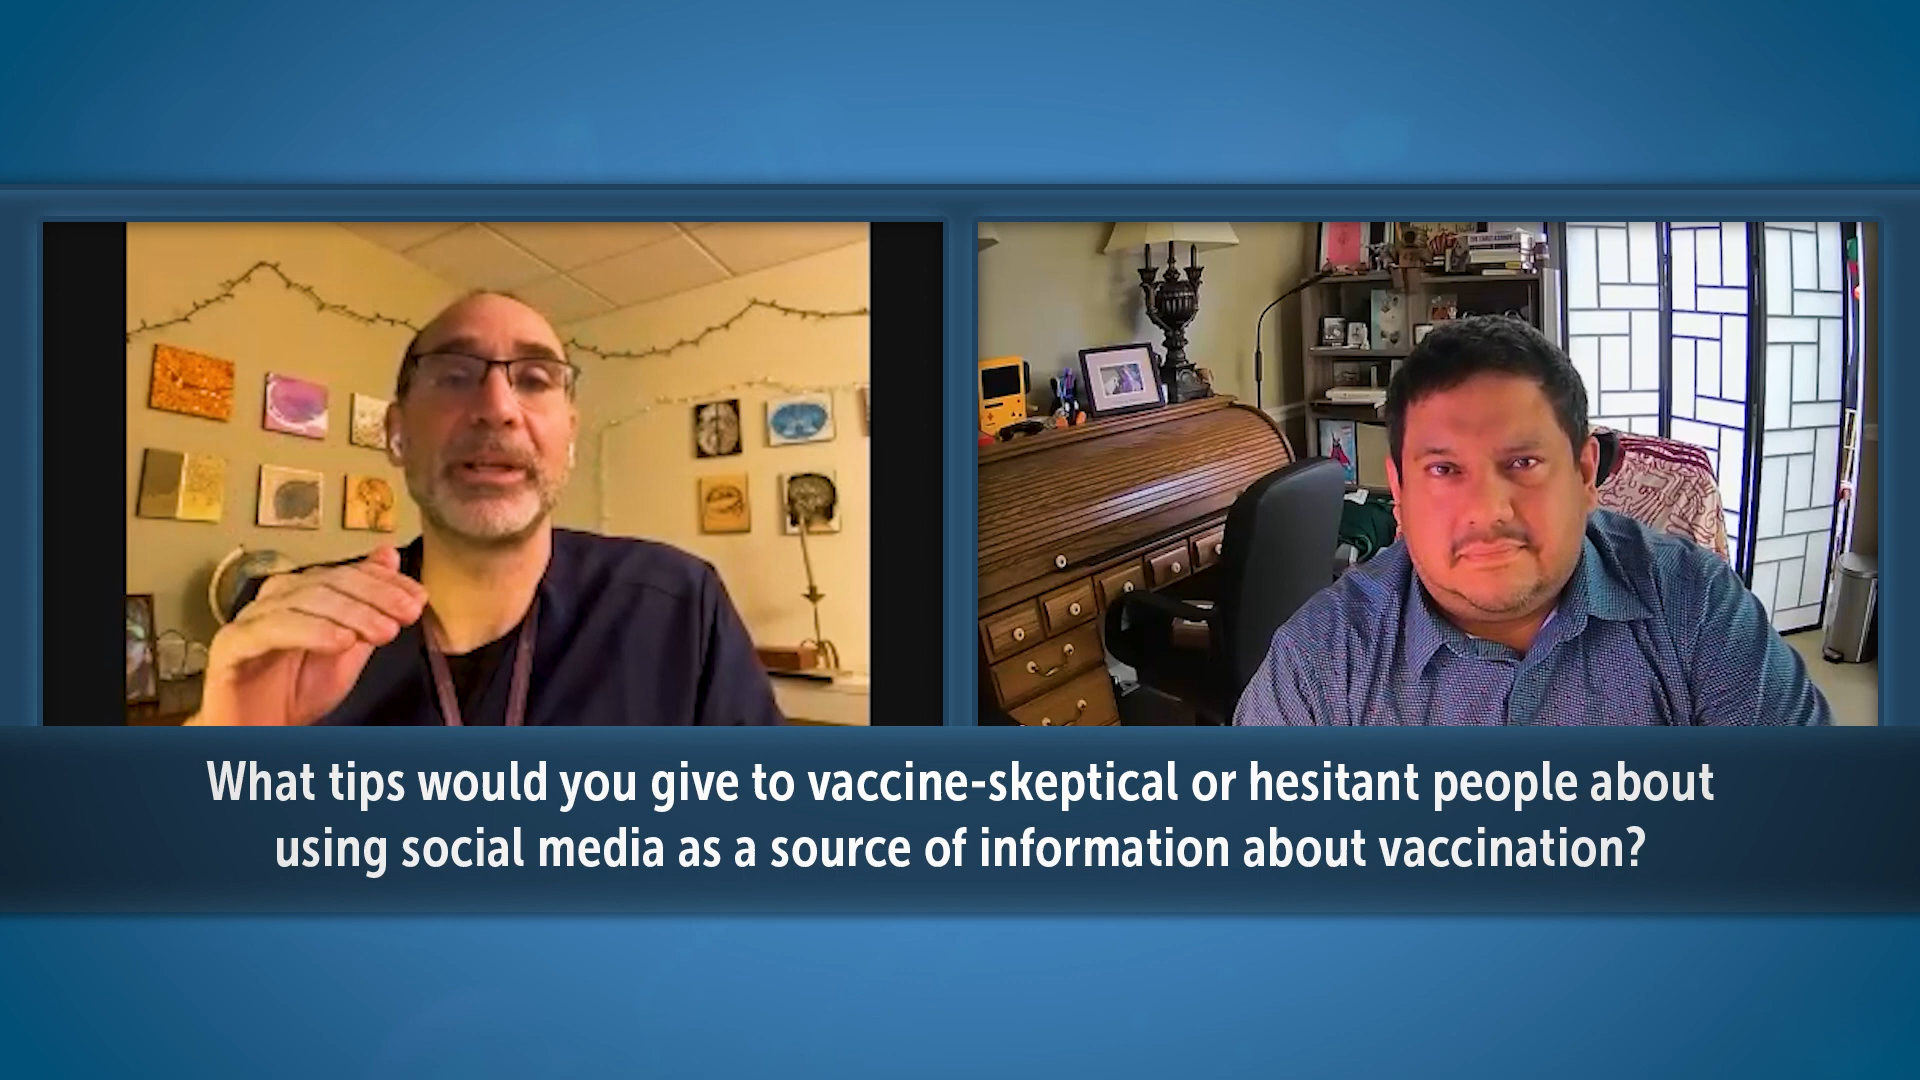 What tips would you give to vaccine-skeptical or hesitant people about
using social media as a source of information about vaccination?